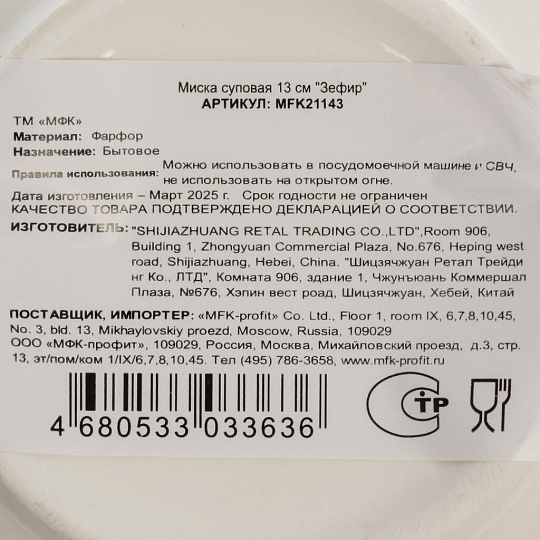 Миска суповая 13 см "Зефир"
АРТИКУЛ: MFK21143
ТМ «МФК»
Материал: Фарфор
Назначение: Бытовое
Правила использования: Можно использовать в посудомоечной машине и СВЧ,
не использовать на открытом огне.
Дата изготовления – Март 2025 г. Срок годности не ограничен
КАЧЕСТВО ТОВАРА ПОДТВЕРЖДЕНО ДЕКЛАРАЦИЕЙ О СООТВЕТСТВИИ.
ИЗГОТОВИТЕЛЬ: "SHIJIAZHUANG RETAL TRADING CO.,LTD",Room 906,
Building 1, Zhongyuan Commercial Plaza, No.676, Heping west
road, Shijiazhuang, Hebei, China. "Шицзячжуан Ретал Трейди
нг Ко., ЛТД", Комната 906, здание 1, Чжунъюань Коммершал
Плаза, №676, Хэпин вест роад, Шицзячжуан, Хебей, Китай
ПОСТАВЩИК, ИМПОРТЕР: «MFK-profit» Co. Ltd., Floor 1, room IX, 6,7,8,10,45,
No. 3, bld. 13, Mikhaylovskiy proezd, Moscow, Russia, 109029
ООО «МФК-профит», 109029, Россия, Москва, Михайловский проезд, д.3, стр.
13, эт/пом/ком 1/IX/6,7,8,10,45. Тел (495) 786-3658, www.mfk-profit.ru
4 680533 033636
СТР